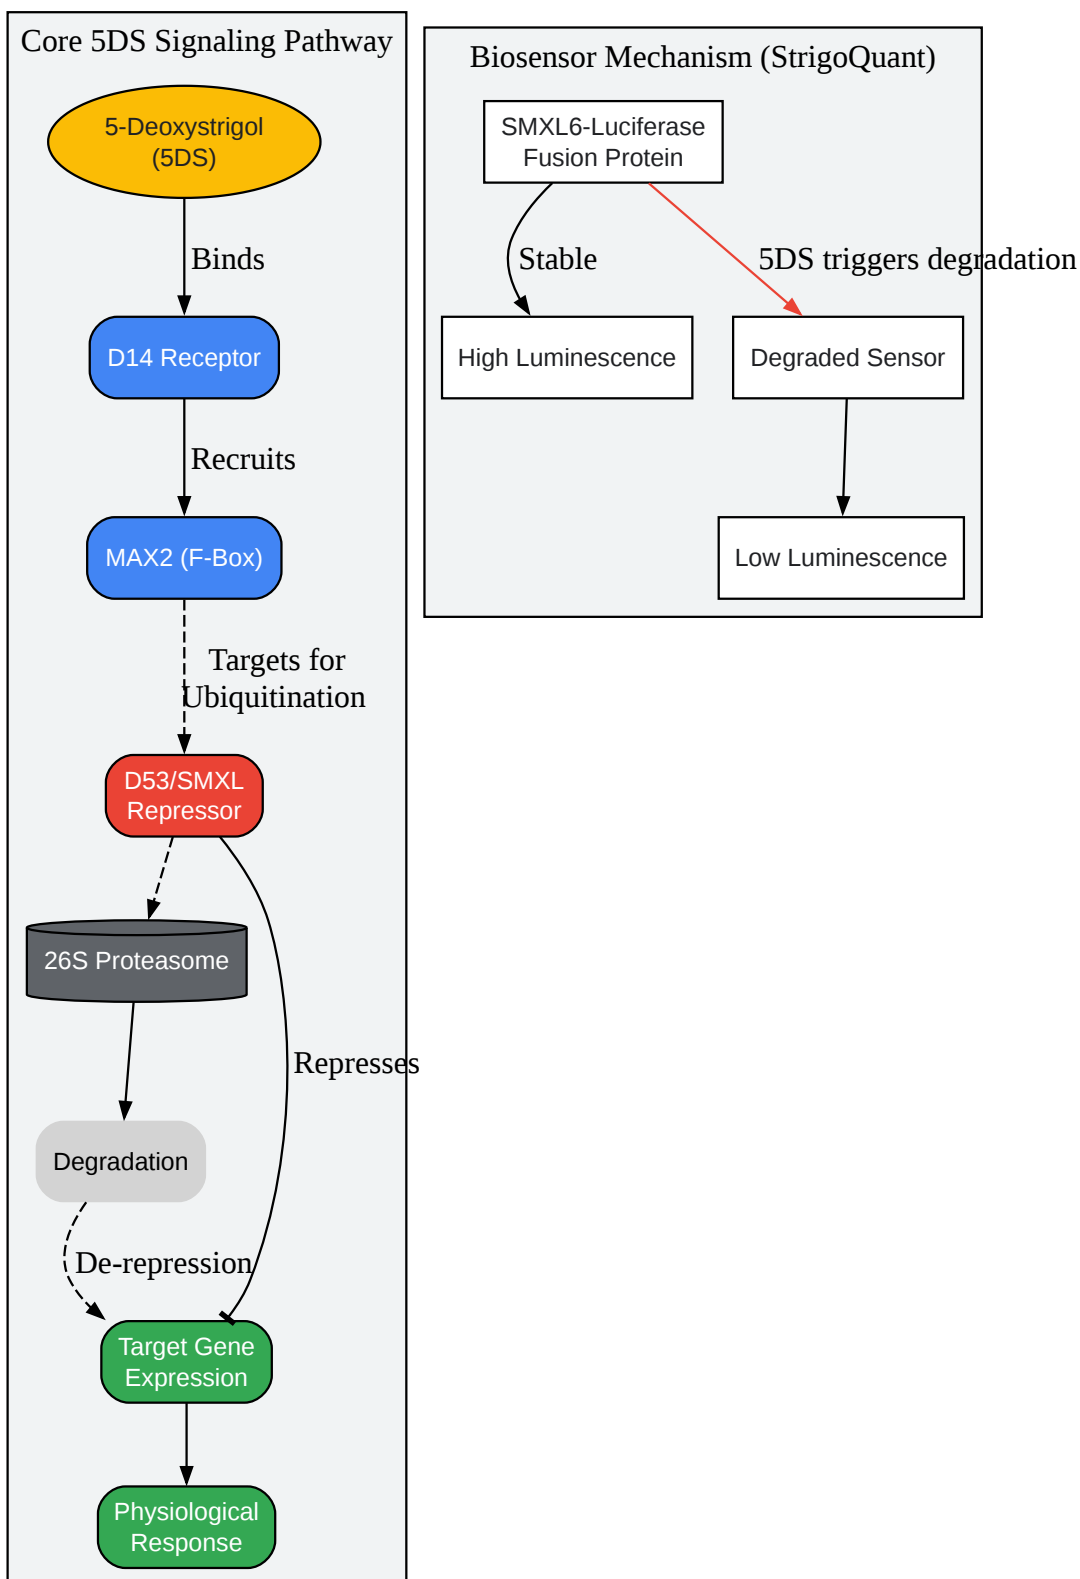 Core 5DS Signaling Pathway
5-Deoxystrigol
(5DS)
Binds
D14 Receptor
Recruits
MAX2 (F-Box)
Targets for
Ubiquitination
D53/SMXL
Repressor
26S Proteasome
Represses
Degradation
De-repression
Target Gene
Expression
Physiological
Response
Biosensor Mechanism (StrigoQuant)
SMXL6-Luciferase
Fusion Protein
Stable
5DS triggers degradation
High Luminescence
Degraded Sensor
Low Luminescence